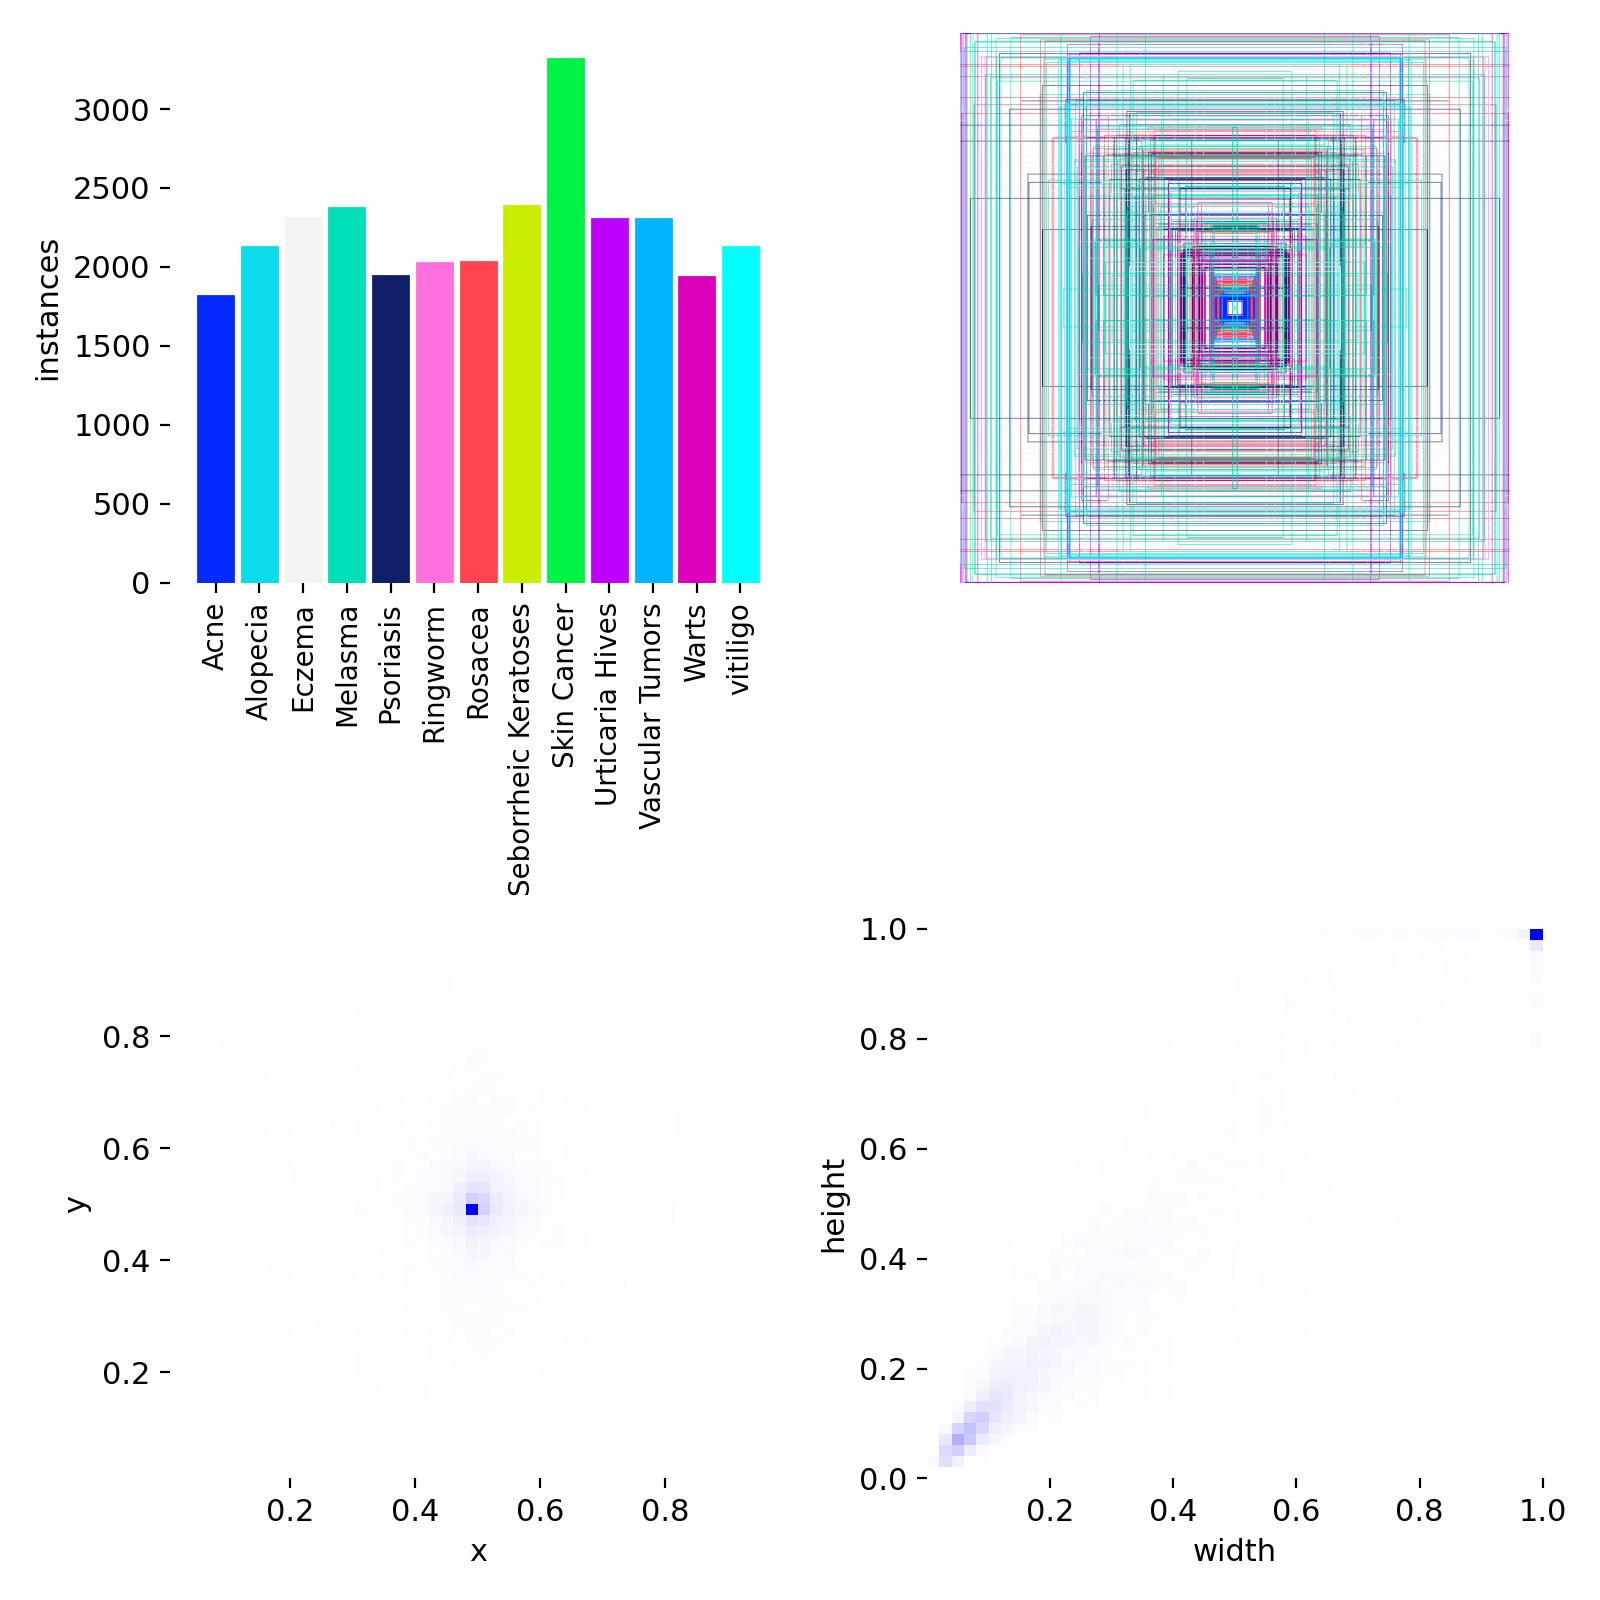 instances
3000
2500
2000
1500
1000
500
0
Acne
Alopecia
Eczema
Melasma
Psoriasis
Ringworm
Rosacea
Seborrheic Keratoses
Skin Cancer
Urticaria Hives
Vascular Tumors
Warts
vitiligo
y
0.8
0.6
0.4
0.2
0.2 0.4 0.6 0.8
x
height
1.0
0.8
0.6
0.4
0.2
0.0
0.2 0.4 0.6 0.8 1.0
width